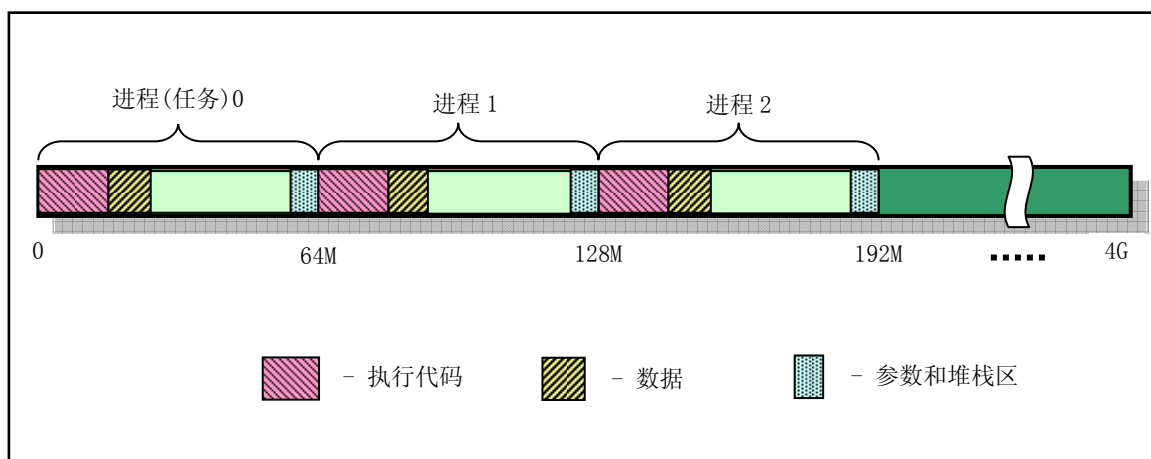 进程(任务)0
进程 1
进程 2
0
64M
128M
192M
4G
- 执行代码
- 数据
- 参数和堆栈区